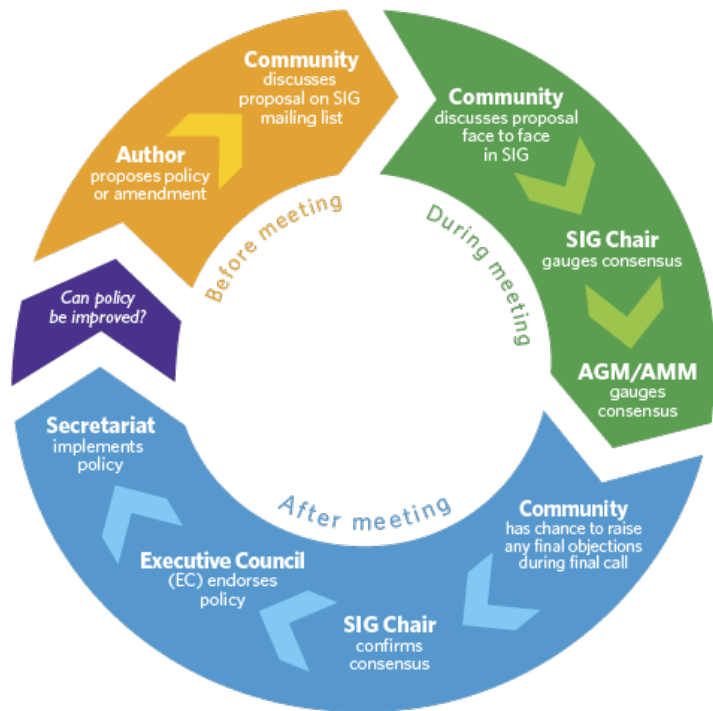 Community
discusses
proposal on SIG
mailing list
Author
proposes policy
or amendment
Before meeting
Community
discusses proposal
face to face
in SIG
SIG Chair
gauges consensus
AGM/AMM
gauges
consensus
During meeting
Community
has chance to raise
any final objections
during final call
SIG Chair
confirms
consensus
Executive Council
(EC) endorses
policy
Secretariat
implements
policy
After meeting
Can policy
be improved?